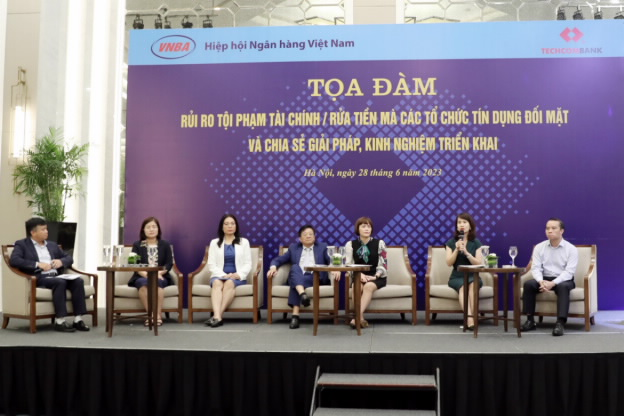 VNBA Hiệp hội Ngân hàng Việt Nam
TECHCOMBANK
TỌA ĐÀM
RỦI RO TỘI PHẠM TÀI CHÍNH / RỬA TIỀN MÀ CÁC TỔ CHỨC TÍN DỤNG ĐỐI MẶT
VÀ CHIA SẺ GIẢI PHÁP, KINH NGHIỆM TRIỂN KHAI
Hà Nội, ngày 28 tháng 6 năm 2023